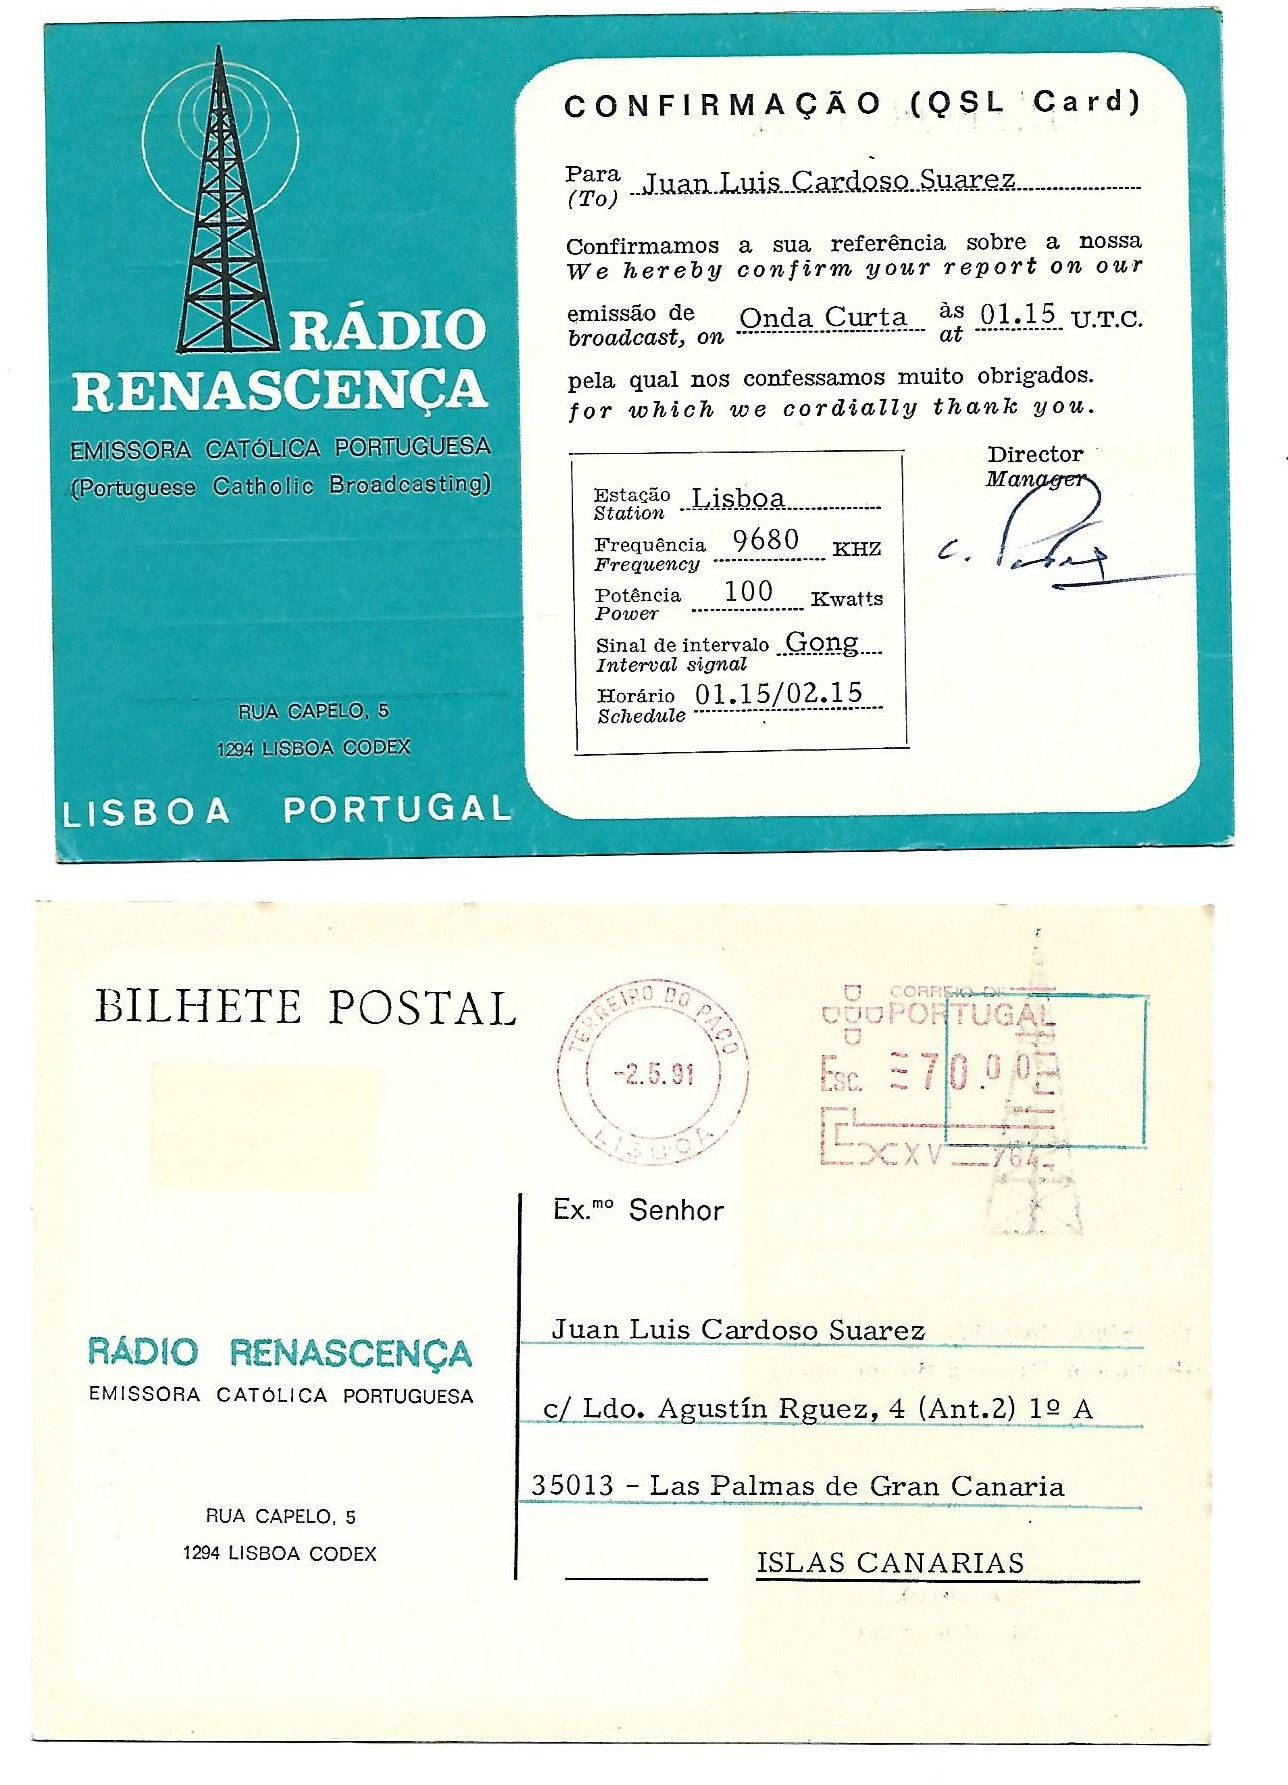 RÁDIO
RENASCENÇA
EMISSORA CATÓLICA PORTUGUESA
(Portuguese Catholic Broadcasting)
RUA CAPELO, 5
1294 LISBOA CODEX
LISBOA PORTUGAL
CONFIRMAÇÃO (QSL Card)
Para Juan Luis Cardoso Suarez
(To)
Confirmamos a sua referência sobre a nossa
We hereby confirm your report on our
emissão de Onda Curta às 01.15 U.T.C.
broadcast, on at
pela qual nos confessamos muito obrigados.
for which we cordially thank you.
Director
Manager
Estação Lisboa
Station
Frequência 9680 KHZ
Frequency
Potência 100 Kwatts
Power
Sinal de intervalo Gong
Interval signal
Horário 01.15/02.15
Schedule
BILHETE POSTAL
TERREIRO DO PAÇO
-2.5.91
LISBOA
CORREIO DE
PORTUGAL
Esc. 70.00
XV 764
Ex.mo Senhor
RÁDIO RENASCENÇA
EMISSORA CATÓLICA PORTUGUESA
RUA CAPELO, 5
1294 LISBOA CODEX
Juan Luis Cardoso Suarez
c/ Ldo. Agustín Rguez, 4 (Ant.2) 1º A
35013 - Las Palmas de Gran Canaria
ISLAS CANARIAS